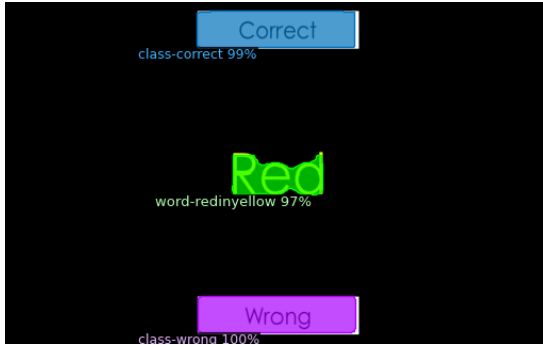 Correct
class-correct 99%
Red
word-redinyellow 97%
Wrong
class-wrong 100%